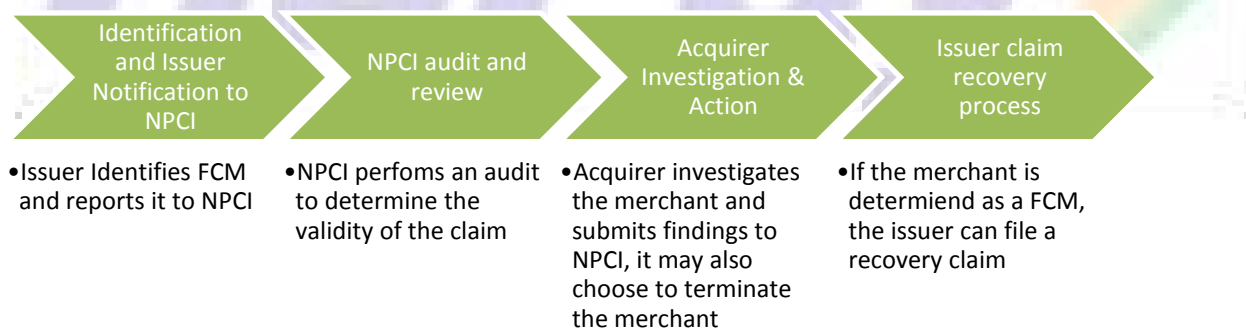 Identification
and Issuer
Notification to
NPCI
NPCI audit and
review
Acquirer
Investigation &
Action
Issuer claim
recovery
process
•Issuer Identifies FCM
and reports it to NPCI
•NPCI perfoms an audit
to determine the
validity of the claim
•Acquirer investigates
the merchant and
submits findings to
NPCI, it may also
choose to terminate
the merchant
•If the merchant is
determiend as a FCM,
the issuer can file a
recovery claim